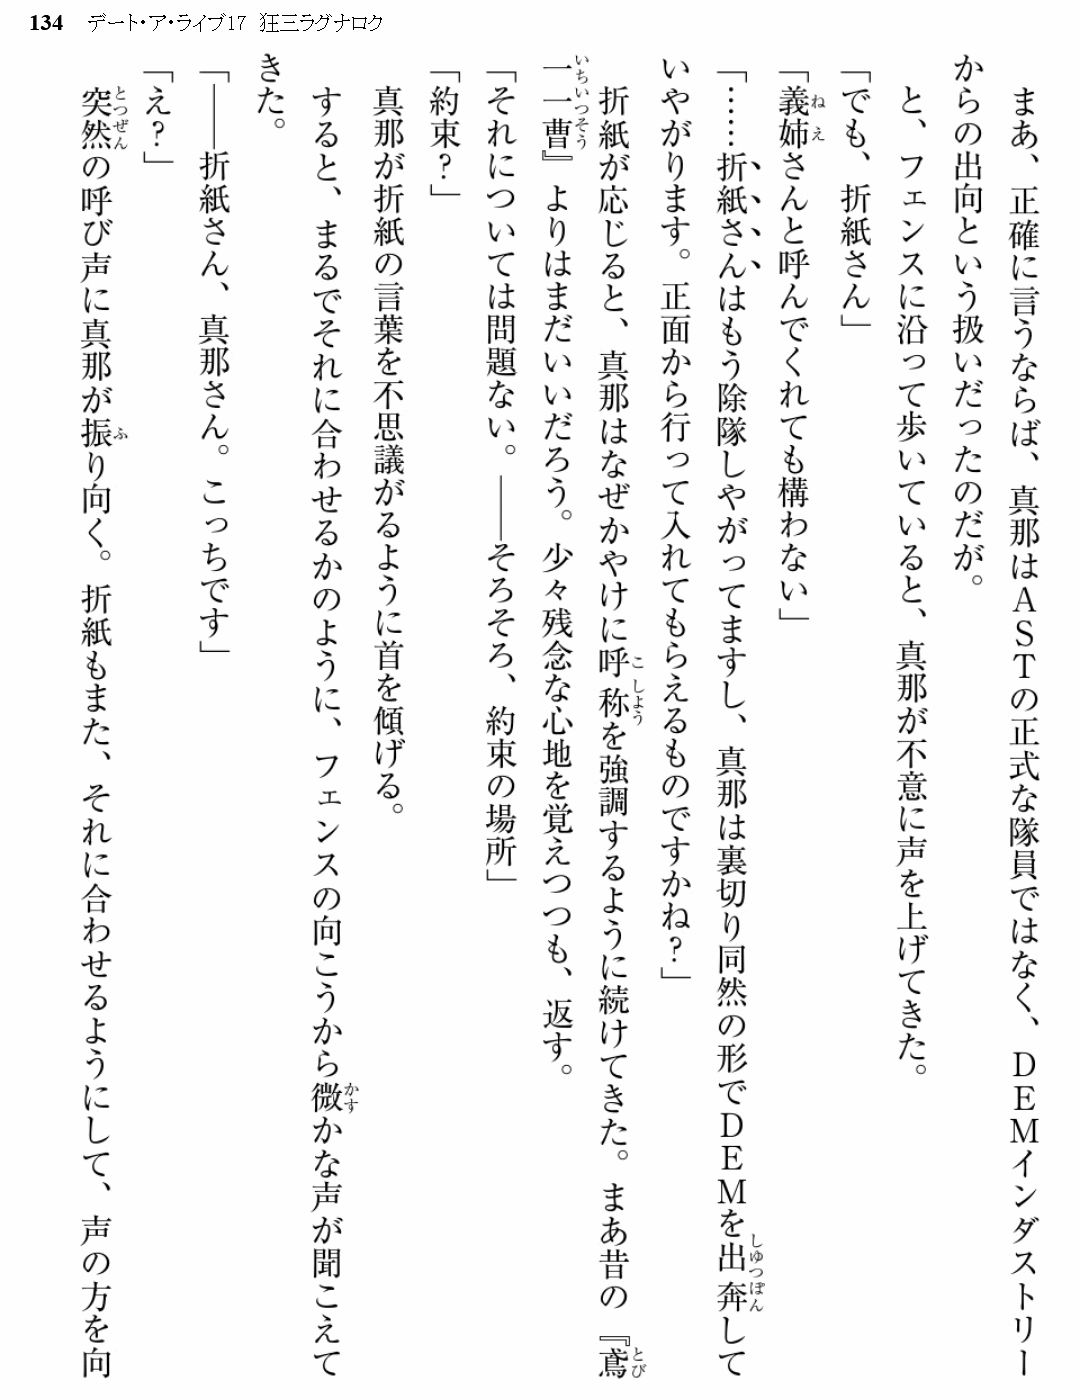 134 デート・ア・ライブ17 狂三ラグナロク
まあ、正確に言うならば、真那はASTの正式な隊員ではなく、DEMインダストリー
からの出向という扱いだったのだが。
と、フェンスに沿って歩いていると、真那が不意に声を上げてきた。
「でも、折紙さん」
「義姉さんと呼んでくれても構わない」
「……折紙さんはもう除隊しやがってますし、真那は裏切り同然の形でDEMを出奔して
いやがります。正面から行って入れてもらえるものですかね？」
折紙が応じると、真那はなぜかやけに呼称を強調するように続けてきた。まあ昔の『鳶
一一曹』よりはまだいいだろう。少々残念な心地を覚えつつも、返す。
「それについては問題ない。――そろそろ、約束の場所」
「約束？」
真那が折紙の言葉を不思議がるように首を傾げる。
すると、まるでそれに合わせるかのように、フェンスの向こうから微かな声が聞こえて
きた。
「――折紙さん、真那さん。こっちです」
「え？」
突然の呼び声に真那が振り向く。折紙もまた、それに合わせるようにして、声の方を向